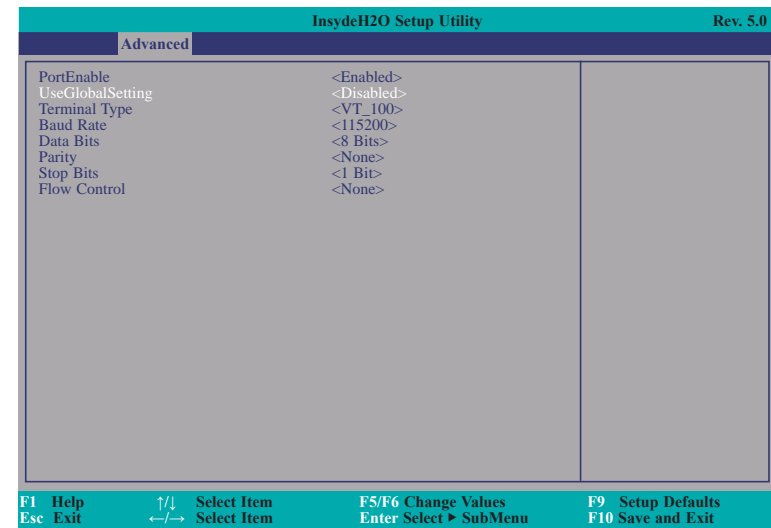 InsydeH2O Setup Utility Rev. 5.0
Advanced
PortEnable <Enabled>
UseGlobalSetting <Disabled>
Terminal Type <VT_100>
Baud Rate <115200>
Data Bits <8 Bits>
Parity <None>
Stop Bits <1 Bit>
Flow Control <None>
F1 Help ↑/↓ Select Item F5/F6 Change Values F9 Setup Defaults
Esc Exit ←/→ Select Item Enter Select ► SubMenu F10 Save and Exit